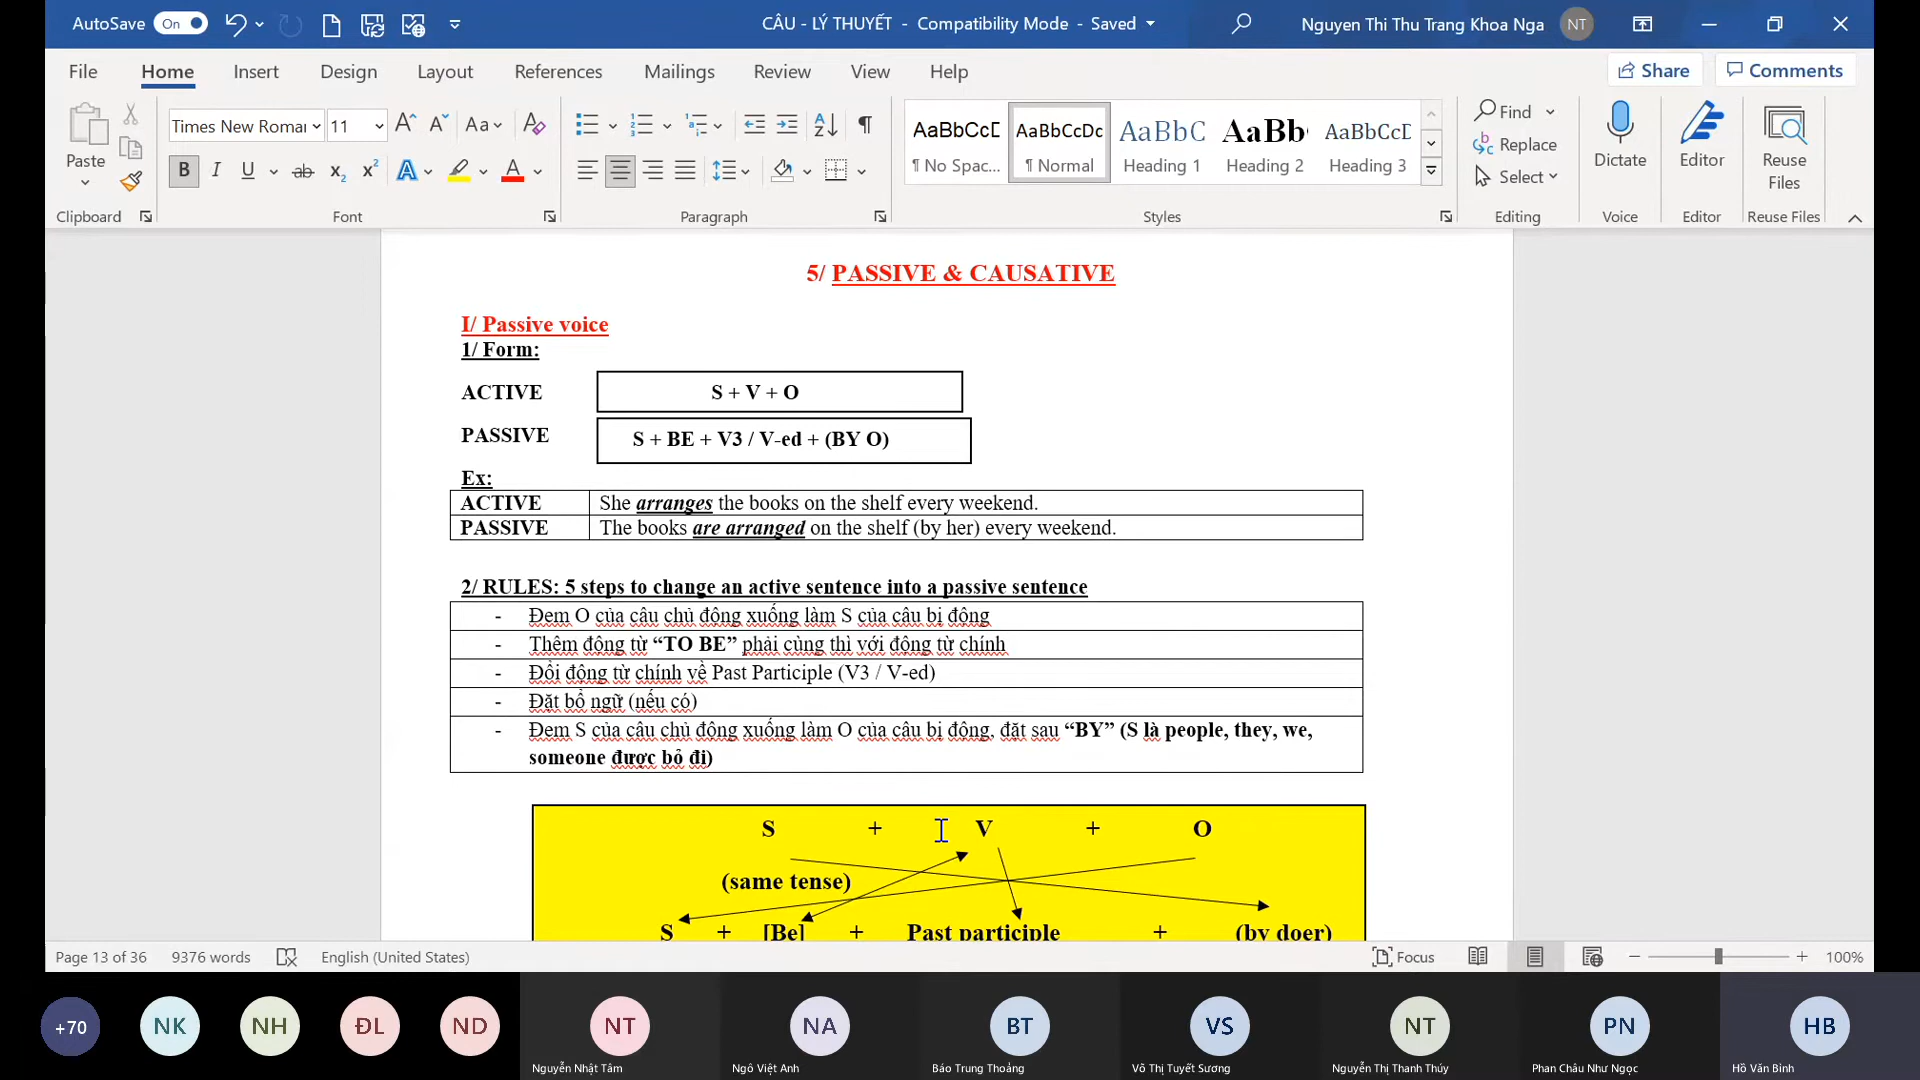 AutoSave On CÂU - LÝ THUYẾT - Compatibility Mode - Saved Nguyen Thi Thu Trang Khoa Nga NT
File Home Insert Design Layout References Mailings Review View Help Share Comments
Times New Roman 11 Aa
AaBbCcD AaBbCcDc AaBbC AaBb AaBbCcD
Find
Replace
Select
Paste
B I U ab x2 x2 A A
¶ No Spac... ¶ Normal Heading 1 Heading 2 Heading 3
Dictate Editor Reuse Files
Clipboard Font Paragraph Styles Editing Voice Editor Reuse Files
5/ PASSIVE & CAUSATIVE
I/ Passive voice
1/ Form:
ACTIVE S + V + O
PASSIVE S + BE + V3 / V-ed + (BY O)
Ex:
ACTIVE She arranges the books on the shelf every weekend.
PASSIVE The books are arranged on the shelf (by her) every weekend.
2/ RULES: 5 steps to change an active sentence into a passive sentence
- Đem O của câu chủ động xuống làm S của câu bị động
- Thêm động từ “TO BE” phải cùng thì với động từ chính
- Đổi động từ chính về Past Participle (V3 / V-ed)
- Đặt bổ ngữ (nếu có)
- Đem S của câu chủ động xuống làm O của câu bị động, đặt sau “BY” (S là people, they, we,
someone được bỏ đi)
S + V + O
(same tense)
S + [Be] + Past participle + (by doer)
Page 13 of 36 9376 words English (United States) Focus 100%
+70 NK NH ĐL ND NT NA BT VS NT PN HB
Nguyễn Nhật Tâm Ngô Việt Anh Báo Trung Thoảng Võ Thị Tuyết Sương Nguyễn Thị Thanh Thúy Phan Châu Như Ngọc Hồ Văn Bình